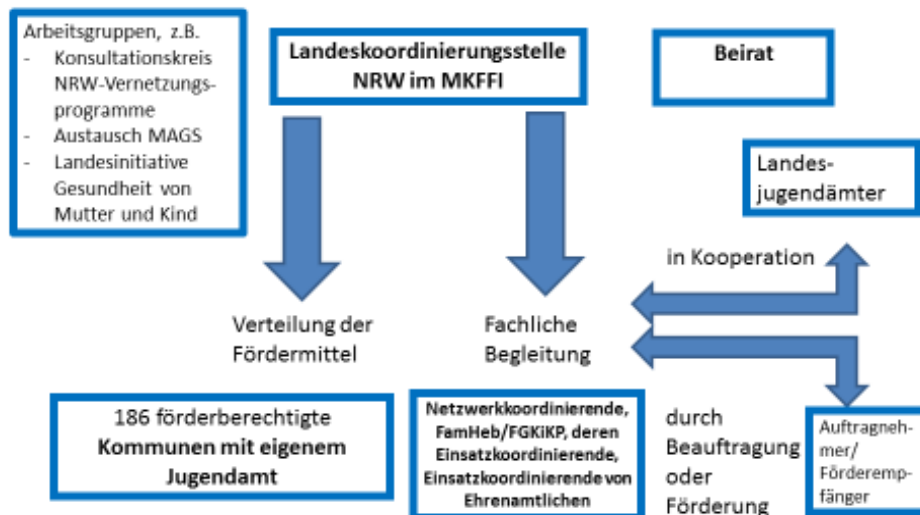 Arbeitsgruppen, z.B.
- Konsultationskreis
NRW-Vernetzungs-
programme
- Austausch MAGS
- Landesinitiative
Gesundheit von
Mutter und Kind
Landeskoordinierungsstelle
NRW im MKFFI
Beirat
Landes-
jugendämter
in Kooperation
Verteilung der
Fördermittel
Fachliche
Begleitung
186 förderberechtigte
Kommunen mit eigenem
Jugendamt
Netzwerkkoordinierende,
FamHeb/FGKiKP, deren
Einsatzkoordinierende,
Einsatzkoordinierende von
Ehrenamtlichen
durch
Beauftragung
oder
Förderung
Auftragneh-
mer/
Förderemp-
fänger